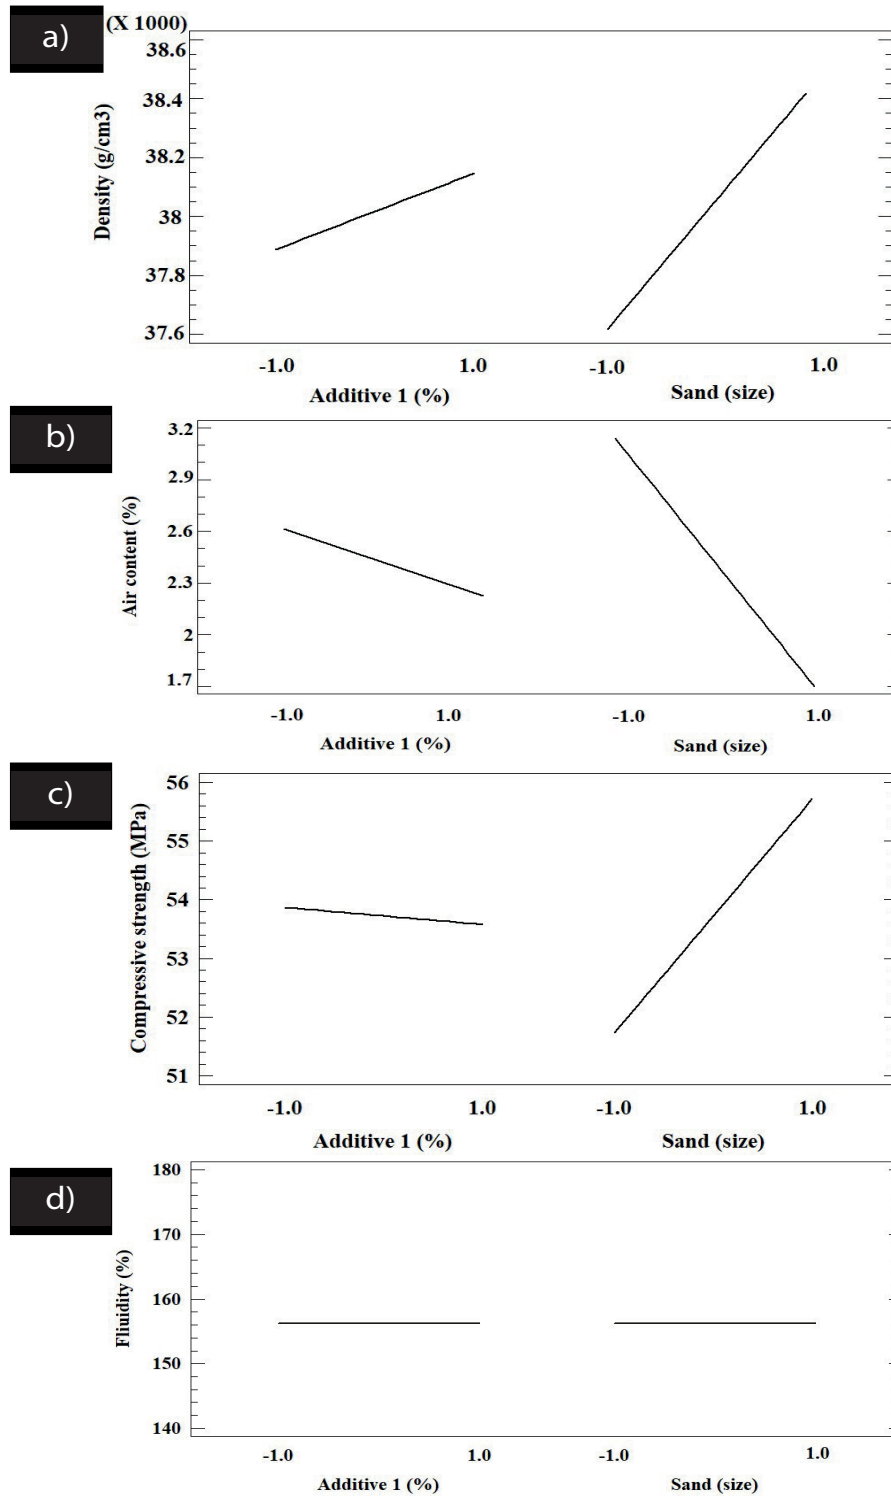 a)
(X 1000)
38.6
38.4
38.2
38
37.8
37.6
Density (g/cm3)
-1.0 1.0 -1.0 1.0
Additive 1 (%) Sand (size)
b)
3.2
2.9
2.6
2.3
2
1.7
Air content (%)
-1.0 1.0 -1.0 1.0
Additive 1 (%) Sand (size)
c)
56
55
54
53
52
51
Compressive strength (MPa)
-1.0 1.0 -1.0 1.0
Additive 1 (%) Sand (size)
d)
180
170
160
150
140
Fliuidity (%)
-1.0 1.0 -1.0 1.0
Additive 1 (%) Sand (size)